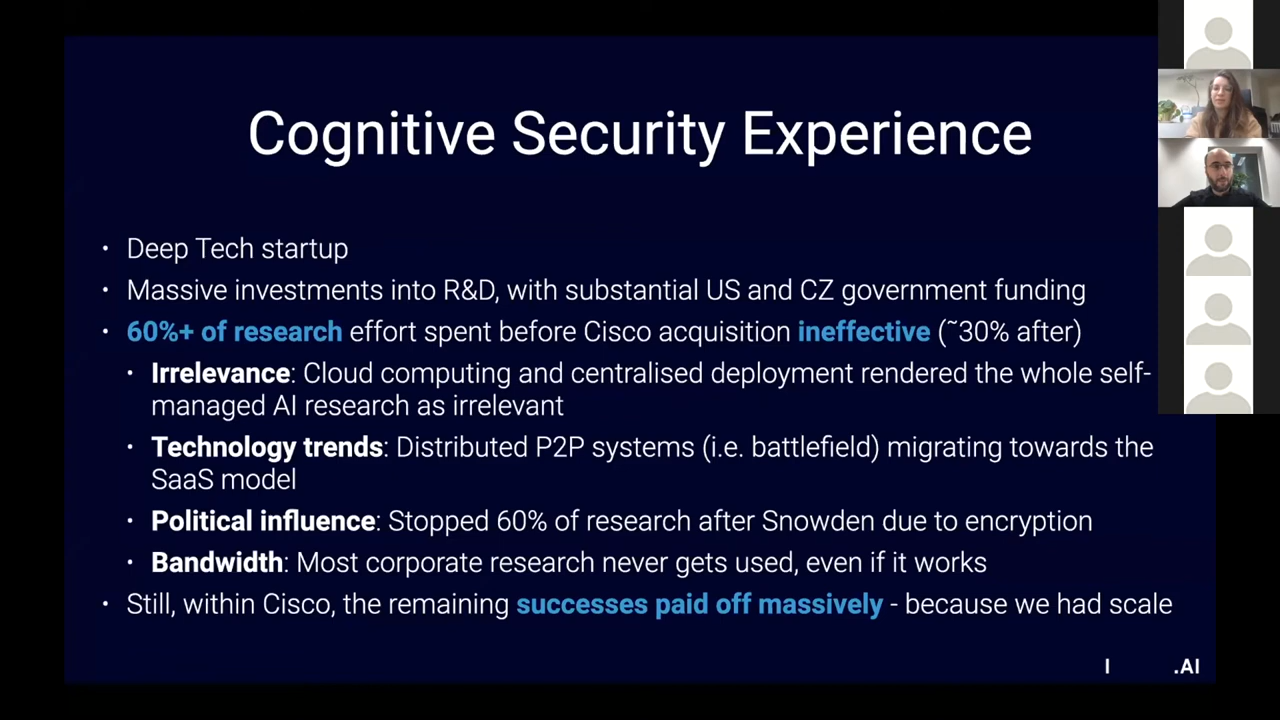 Cognitive Security Experience
• Deep Tech startup
• Massive investments into R&D, with substantial US and CZ government funding
• 60%+ of research effort spent before Cisco acquisition ineffective (~30% after)
• Irrelevance: Cloud computing and centralised deployment rendered the whole self-
managed AI research as irrelevant
• Technology trends: Distributed P2P systems (i.e. battlefield) migrating towards the
SaaS model
• Political influence: Stopped 60% of research after Snowden due to encryption
• Bandwidth: Most corporate research never gets used, even if it works
• Still, within Cisco, the remaining successes paid off massively - because we had scale
I .AI